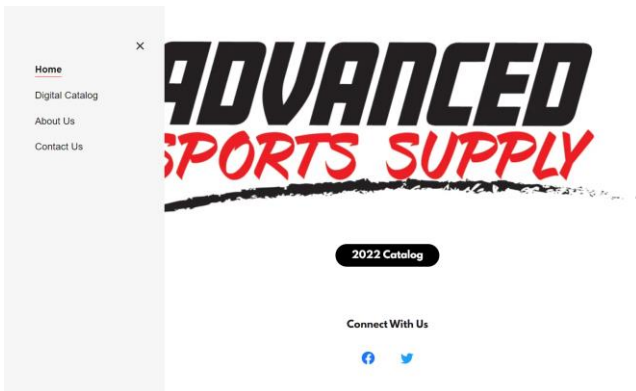 Home
Digital Catalog
About Us
Contact Us
ADVANCED
SPORTS SUPPLY
2022 Catalog
Connect With Us